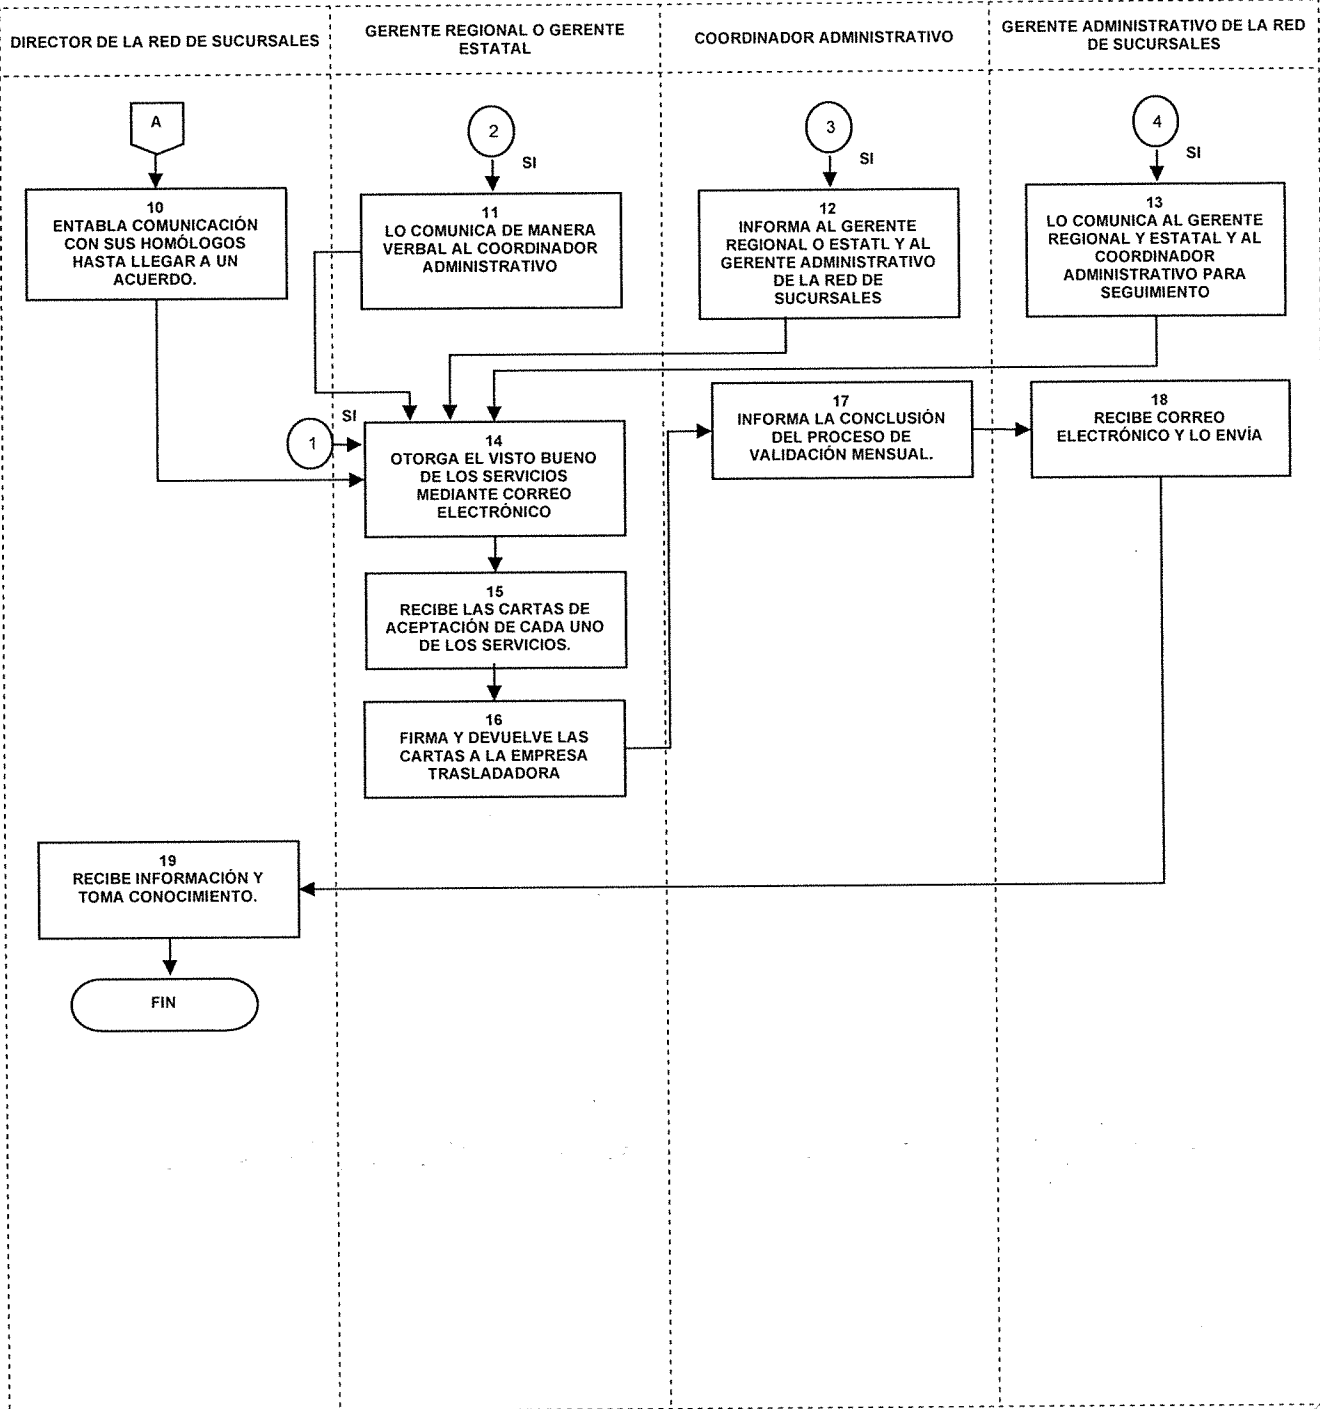 DIRECTOR DE LA RED DE SUCURSALES
GERENTE REGIONAL O GERENTE
ESTATAL
COORDINADOR ADMINISTRATIVO
GERENTE ADMINISTRATIVO DE LA RED
DE SUCURSALES
A
2
SI
3
SI
4
SI
10
ENTABLA COMUNICACIÓN
CON SUS HOMÓLOGOS
HASTA LLEGAR A UN
ACUERDO.
11
LO COMUNICA DE MANERA
VERBAL AL COORDINADOR
ADMINISTRATIVO
12
INFORMA AL GERENTE
REGIONAL O ESTATL Y AL
GERENTE ADMINISTRATIVO
DE LA RED DE
SUCURSALES
13
LO COMUNICA AL GERENTE
REGIONAL Y ESTATAL Y AL
COORDINADOR
ADMINISTRATIVO PARA
SEGUIMIENTO
1
SI
14
OTORGA EL VISTO BUENO
DE LOS SERVICIOS
MEDIANTE CORREO
ELECTRÓNICO
15
RECIBE LAS CARTAS DE
ACEPTACIÓN DE CADA UNO
DE LOS SERVICIOS.
16
FIRMA Y DEVUELVE LAS
CARTAS A LA EMPRESA
TRASLADADORA
17
INFORMA LA CONCLUSIÓN
DEL PROCESO DE
VALIDACIÓN MENSUAL.
18
RECIBE CORREO
ELECTRÓNICO Y LO ENVÍA
19
RECIBE INFORMACIÓN Y
TOMA CONOCIMIENTO.
FIN